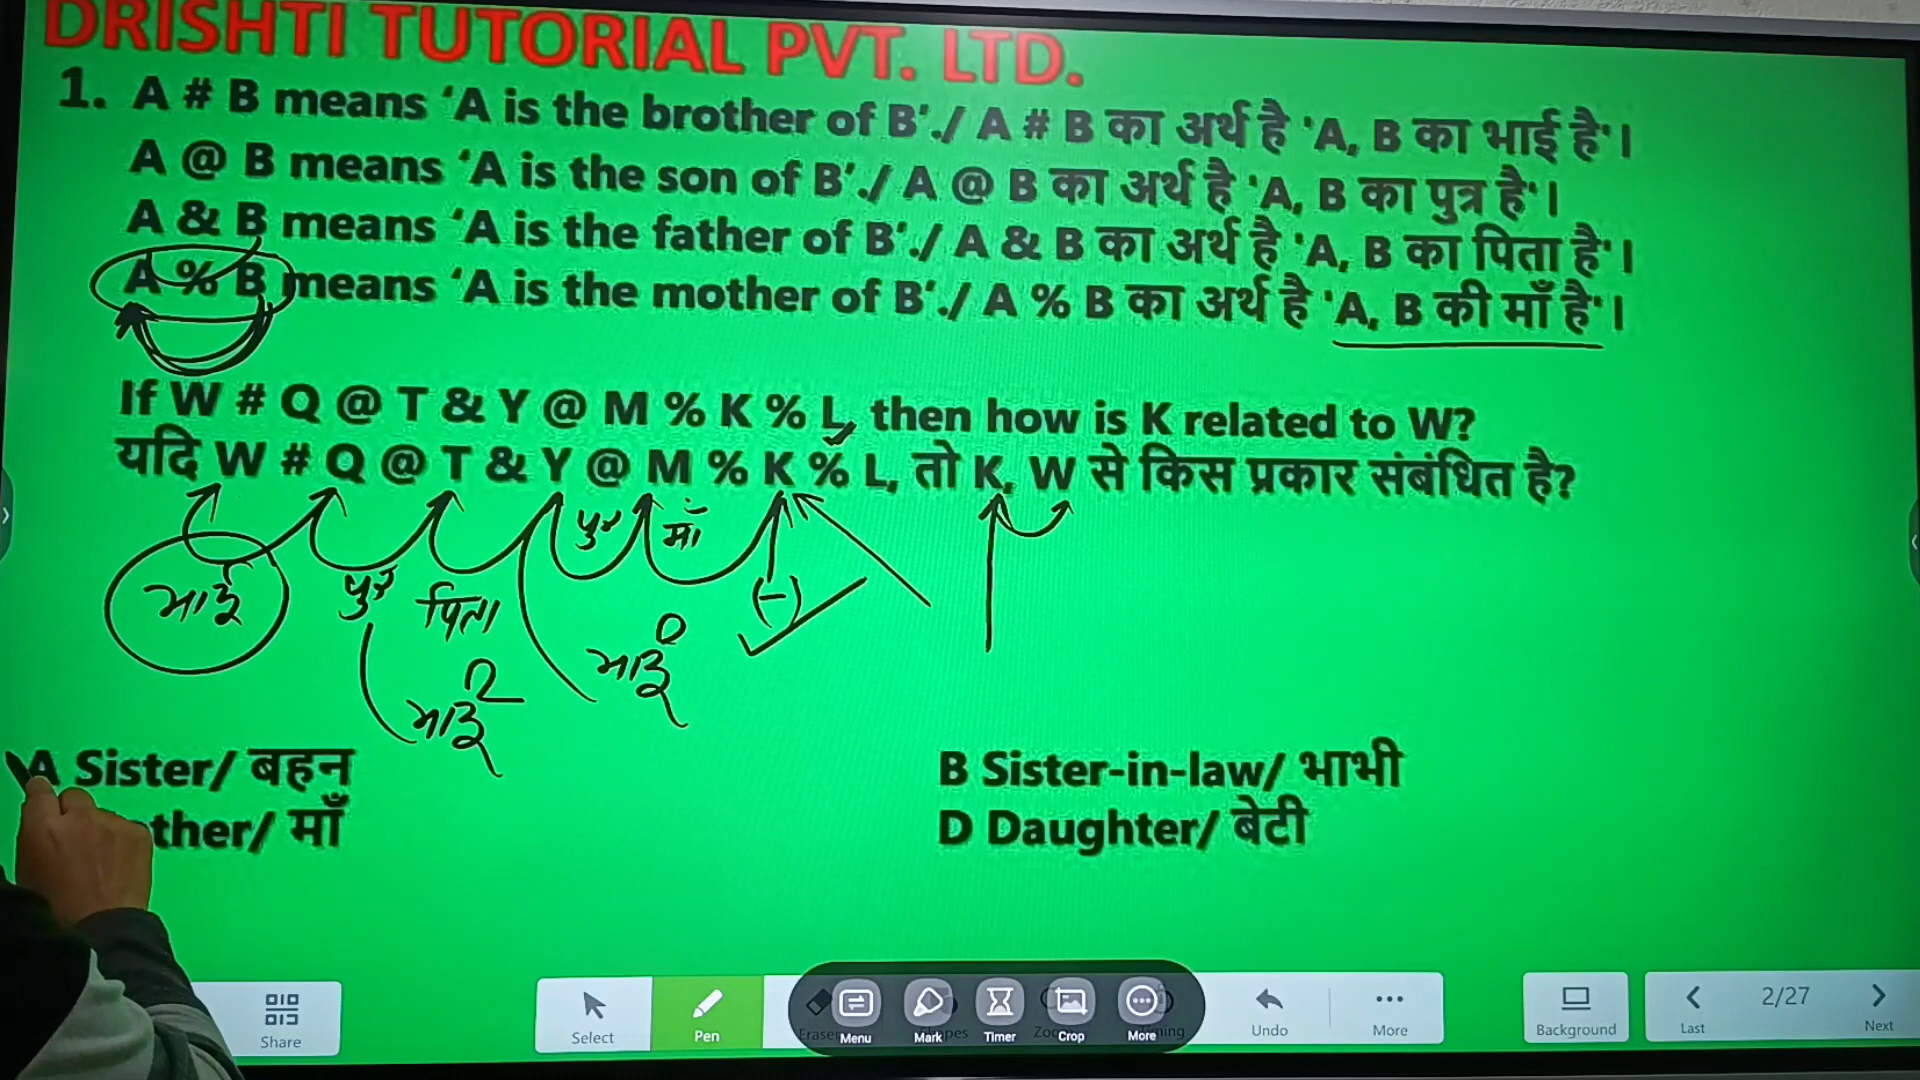 DRISHTI TUTORIAL PVT. LTD.
1. A # B means ‘A is the brother of B’./ A # B का अर्थ है 'A, B का भाई है'।
A @ B means ‘A is the son of B’./ A @ B का अर्थ है 'A, B का पुत्र है'।
A & B means ‘A is the father of B’./ A & B का अर्थ है 'A, B का पिता है'।
A % B means ‘A is the mother of B’./ A % B का अर्थ है 'A, B की माँ है'।
If W # Q @ T & Y @ M % K % L, then how is K related to W?
यदि W # Q @ T & Y @ M % K % L, तो K, W से किस प्रकार संबंधित है?
पुत्र माँ
भाई पुत्र पिता (-)
भाई
भाई
A Sister/ बहन B Sister-in-law/ भाभी
ther/ माँ D Daughter/ बेटी
Share Select Pen Eraser Menu Mark Timer Crop More Undo More Background Last 2/27 Next